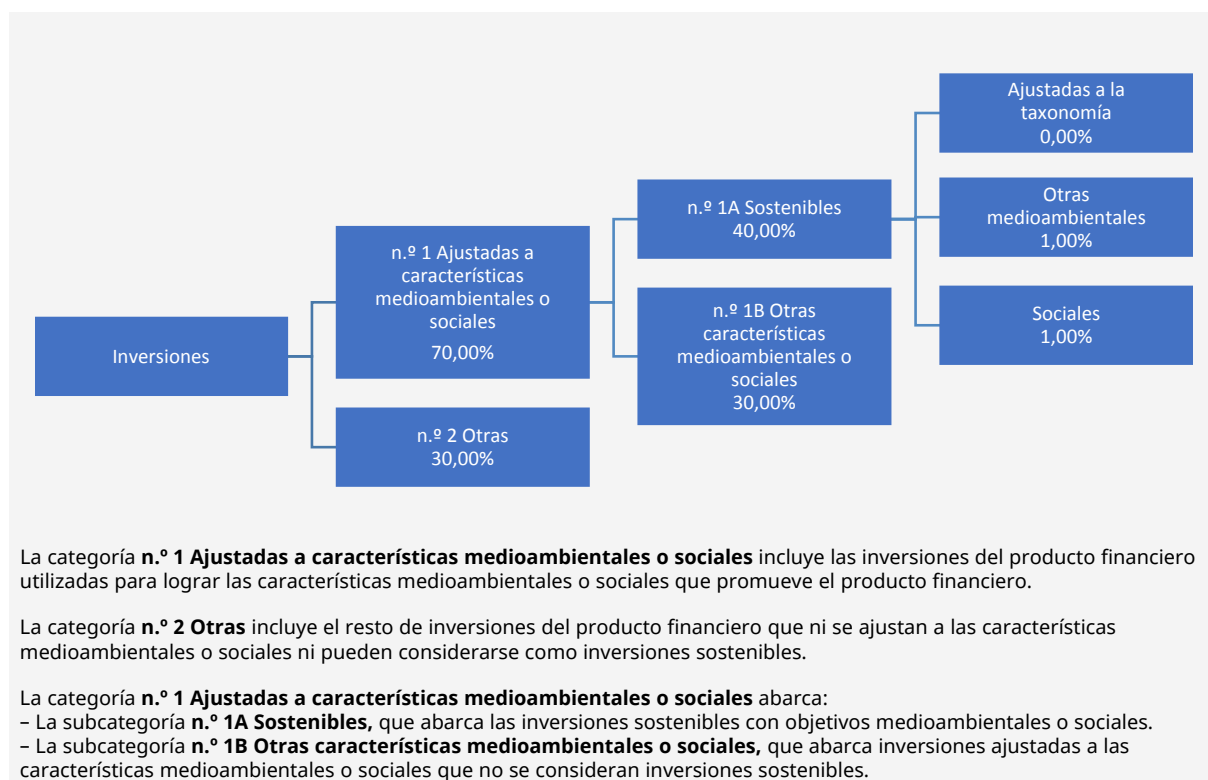 Inversiones
n.º 1 Ajustadas a
características
medioambientales o
sociales
70,00%
n.º 2 Otras
30,00%
n.º 1A Sostenibles
40,00%
n.º 1B Otras
características
medioambientales o
sociales
30,00%
Ajustadas a la
taxonomía
0,00%
Otras
medioambientales
1,00%
Sociales
1,00%
La categoría n.º 1 Ajustadas a características medioambientales o sociales incluye las inversiones del producto financiero
utilizadas para lograr las características medioambientales o sociales que promueve el producto financiero.
La categoría n.º 2 Otras incluye el resto de inversiones del producto financiero que ni se ajustan a las características
medioambientales o sociales ni pueden considerarse como inversiones sostenibles.
La categoría n.º 1 Ajustadas a características medioambientales o sociales abarca:
– La subcategoría n.º 1A Sostenibles, que abarca las inversiones sostenibles con objetivos medioambientales o sociales.
– La subcategoría n.º 1B Otras características medioambientales o sociales, que abarca inversiones ajustadas a las
características medioambientales o sociales que no se consideran inversiones sostenibles.